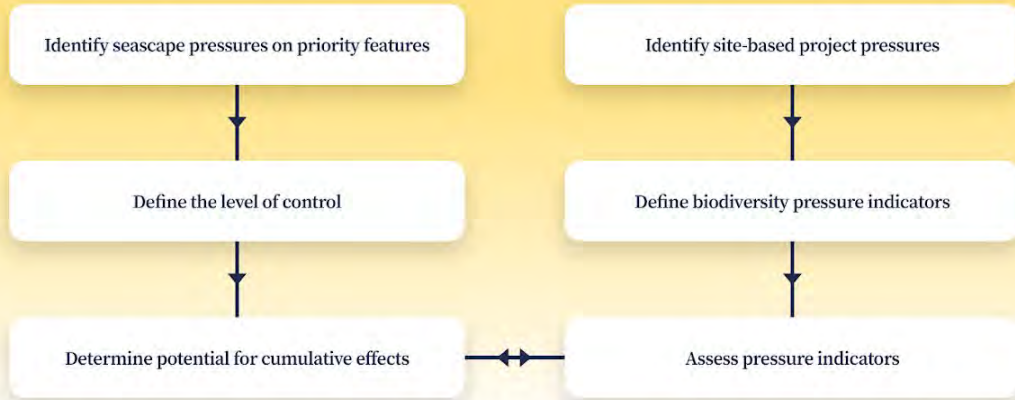 Identify seascape pressures on priority features
Identify site-based project pressures
Define the level of control
Define biodiversity pressure indicators
Determine potential for cumulative effects
Assess pressure indicators